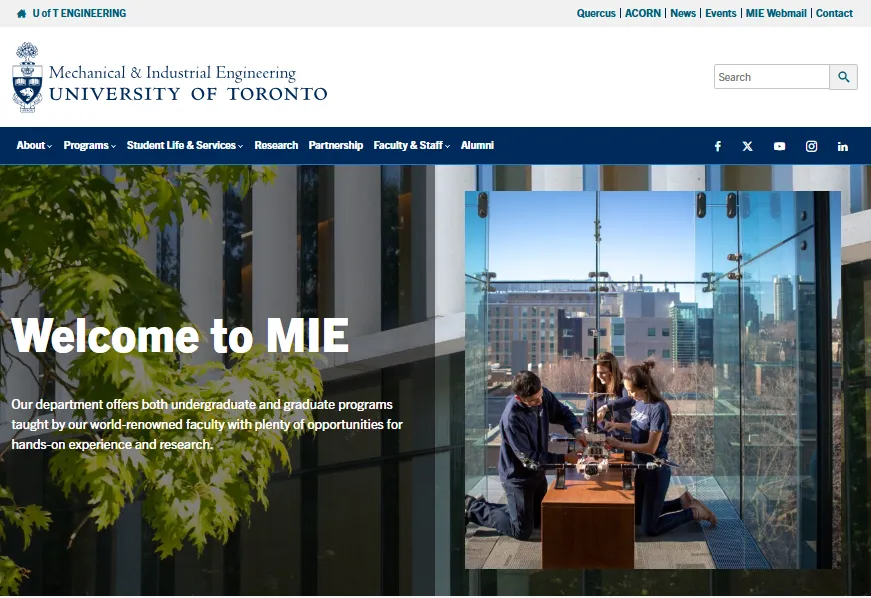 U of T ENGINEERING
Quercus | ACORN | News | Events | MIE Webmail | Contact
Mechanical & Industrial Engineering
UNIVERSITY OF TORONTO
Search
About Programs Student Life & Services Research Partnership Faculty & Staff Alumni
Welcome to MIE
Our department offers both undergraduate and graduate programs
taught by our world-renowned faculty with plenty of opportunities for
hands-on experience and research.